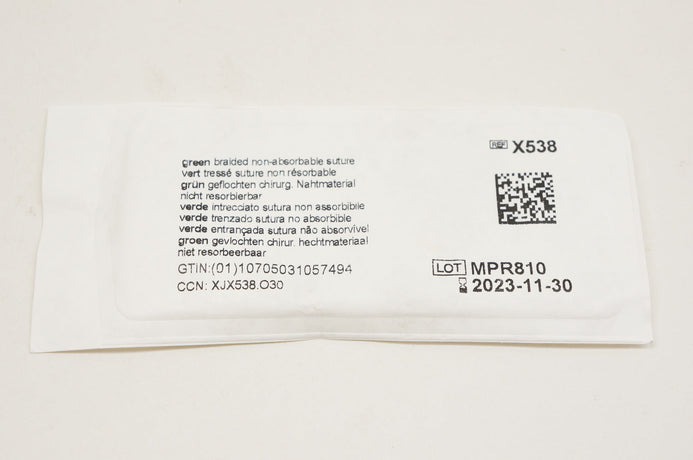 green braided non-absorbable suture
vert tressé suture non résorbable
grün geflochten chirurg. Nahtmaterial
nicht resorbierbar
verde intrecciato sutura non assorbibile
verde trenzado sutura no absorbible
verde entrançada sutura não absorvível
groen gevlochten chirur. hechtmateriaal
niet resorbeerbaar
GTIN:(01)10705031057494
CCN: XJX538.O30
REF X538
LOT MPR810
2023-11-30